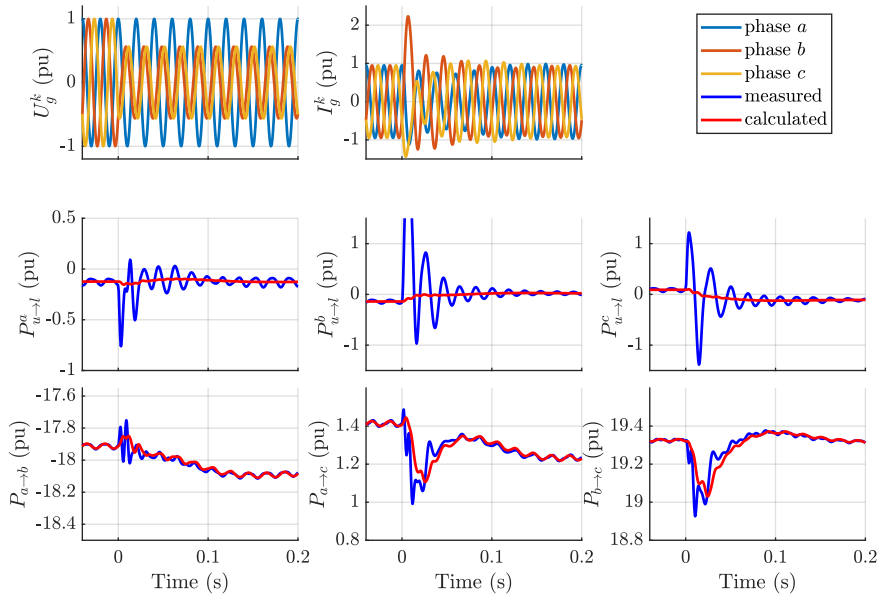 1
0
-1
U_g^k (pu)
2
1
0
-1
I_g^k (pu)
phase a
phase b
phase c
measured
calculated
0.5
0
-0.5
-1
P_{u→l}^a (pu)
1
0
-1
P_{u→l}^b (pu)
1
0
-1
P_{u→l}^c (pu)
-17.6
-17.8
-18
-18.2
-18.4
P_{a→b} (pu)
0 0.1 0.2
Time (s)
1.4
1.2
1
0.8
P_{a→c} (pu)
0 0.1 0.2
Time (s)
19.4
19.2
19
18.8
P_{b→c} (pu)
0 0.1 0.2
Time (s)